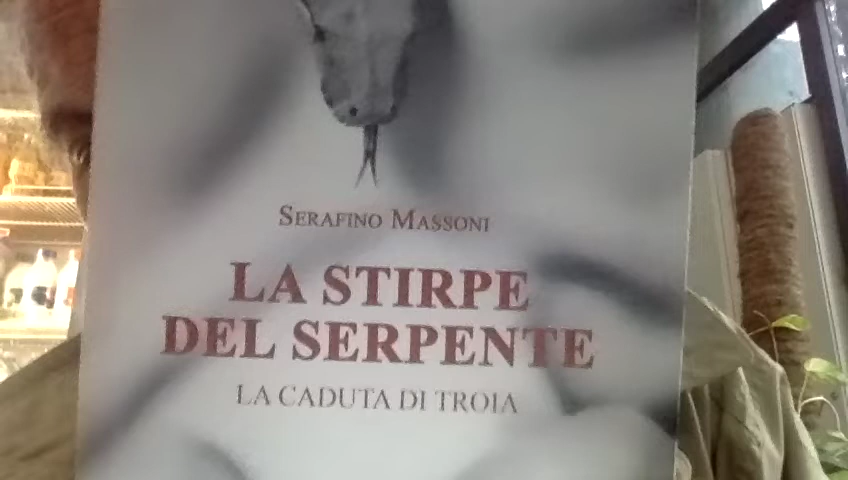 SERAFINO MASSONI
LA STIRPE
DEL SERPENTE
LA CADUTA DI TROIA